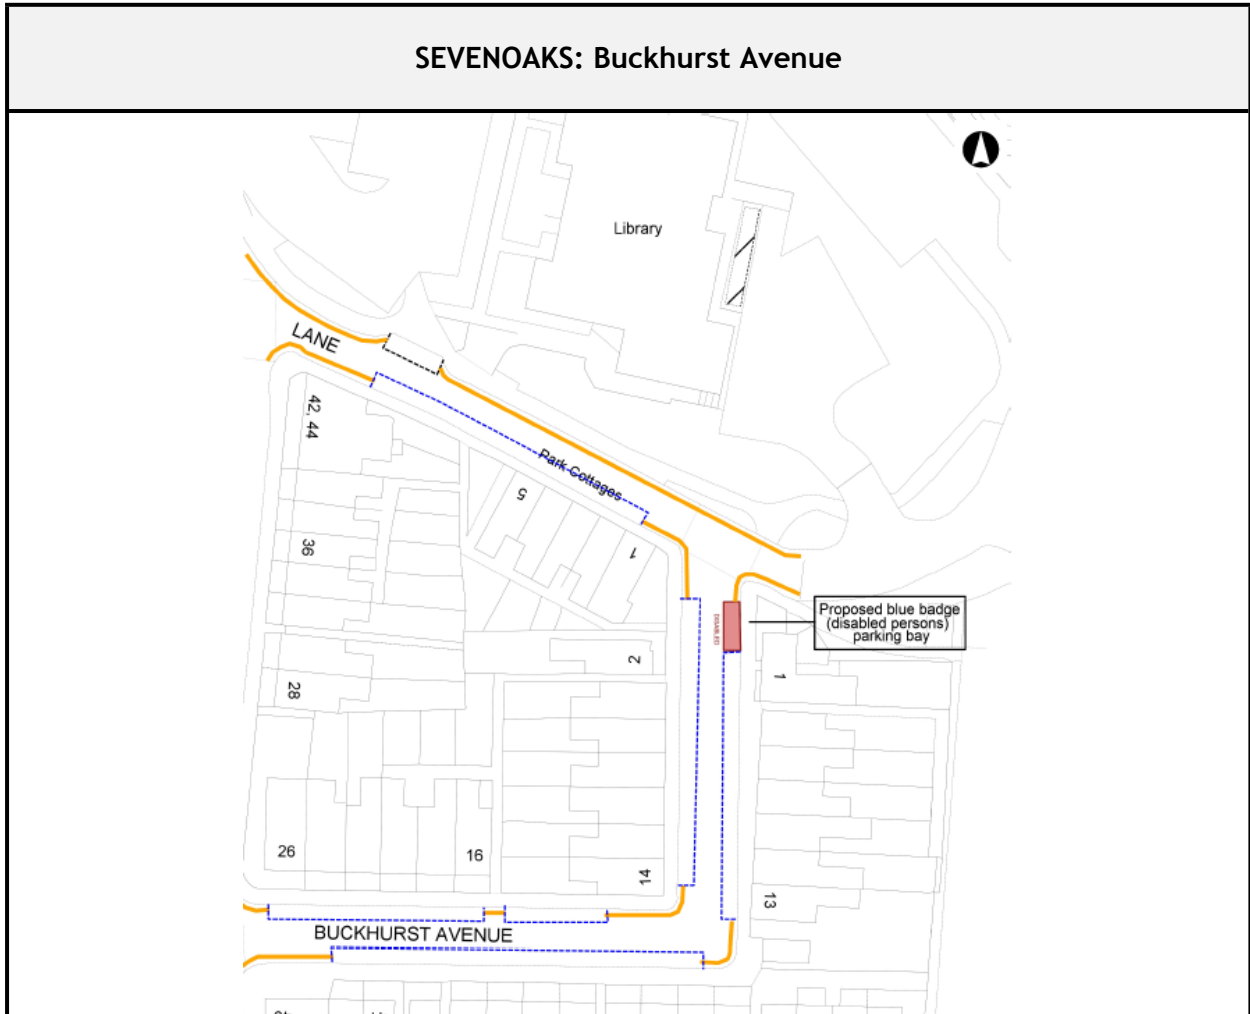 SEVENOAKS: Buckhurst Avenue
Library
LANE
42, 44
Park Cottages
5
36
1
Proposed blue badge
(disabled persons)
parking bay
DISABLED
2
1
28
26
16
14
13
BUCKHURST AVENUE